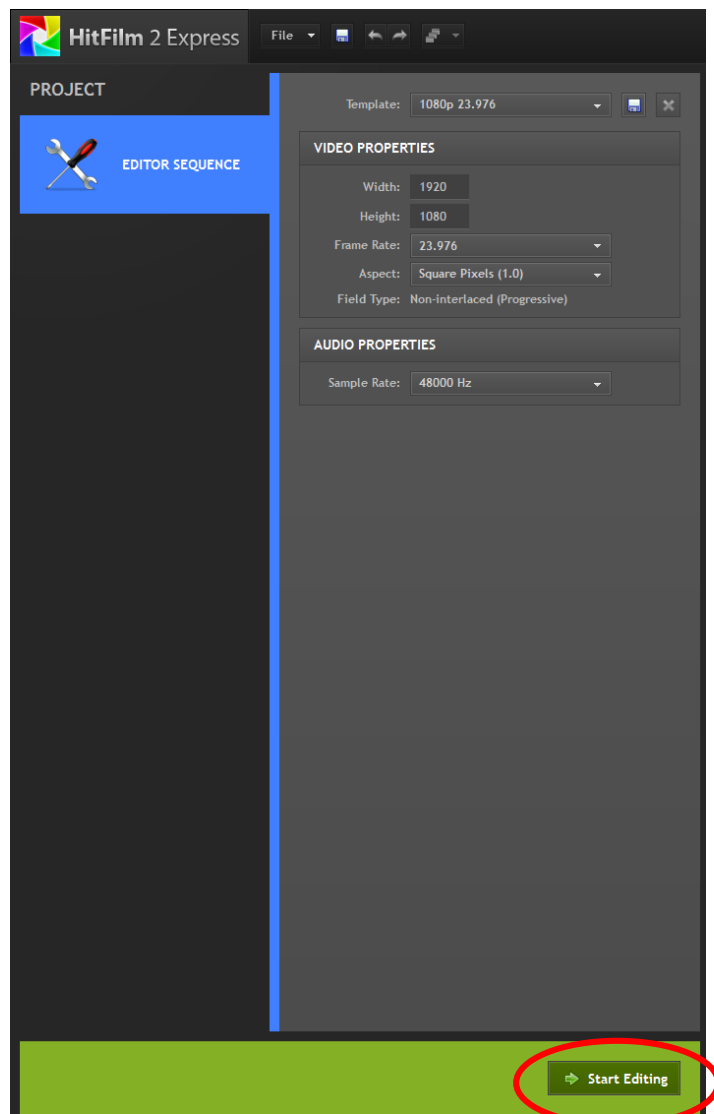 HitFilm 2 Express File
PROJECT
EDITOR SEQUENCE
Template: 1080p 23.976
VIDEO PROPERTIES
Width: 1920
Height: 1080
Frame Rate: 23.976
Aspect: Square Pixels (1.0)
Field Type: Non-interlaced (Progressive)
AUDIO PROPERTIES
Sample Rate: 48000 Hz
Start Editing